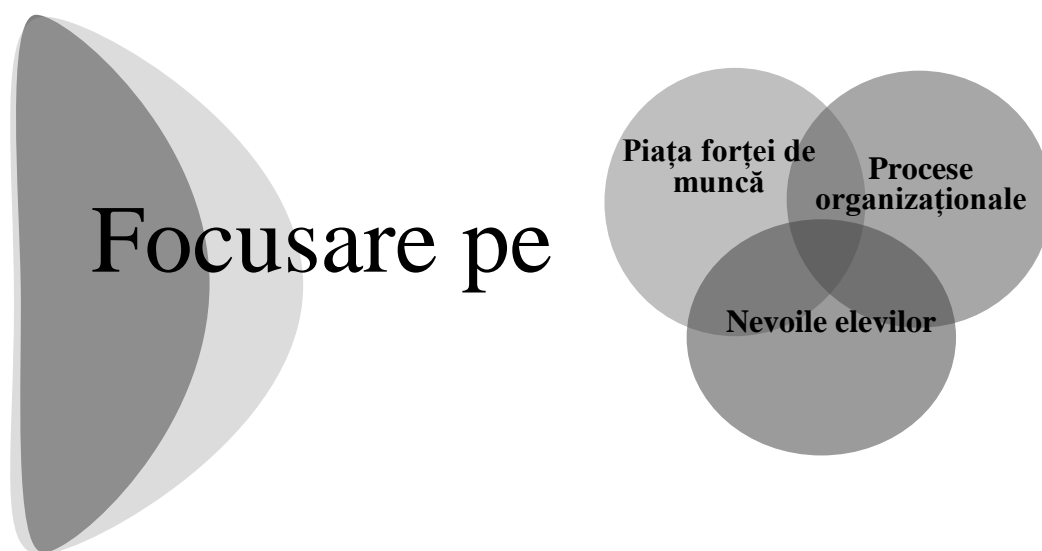 Focusare pe
Piața forței de
muncă
Procese
organizaționale
Nevoile elevilor